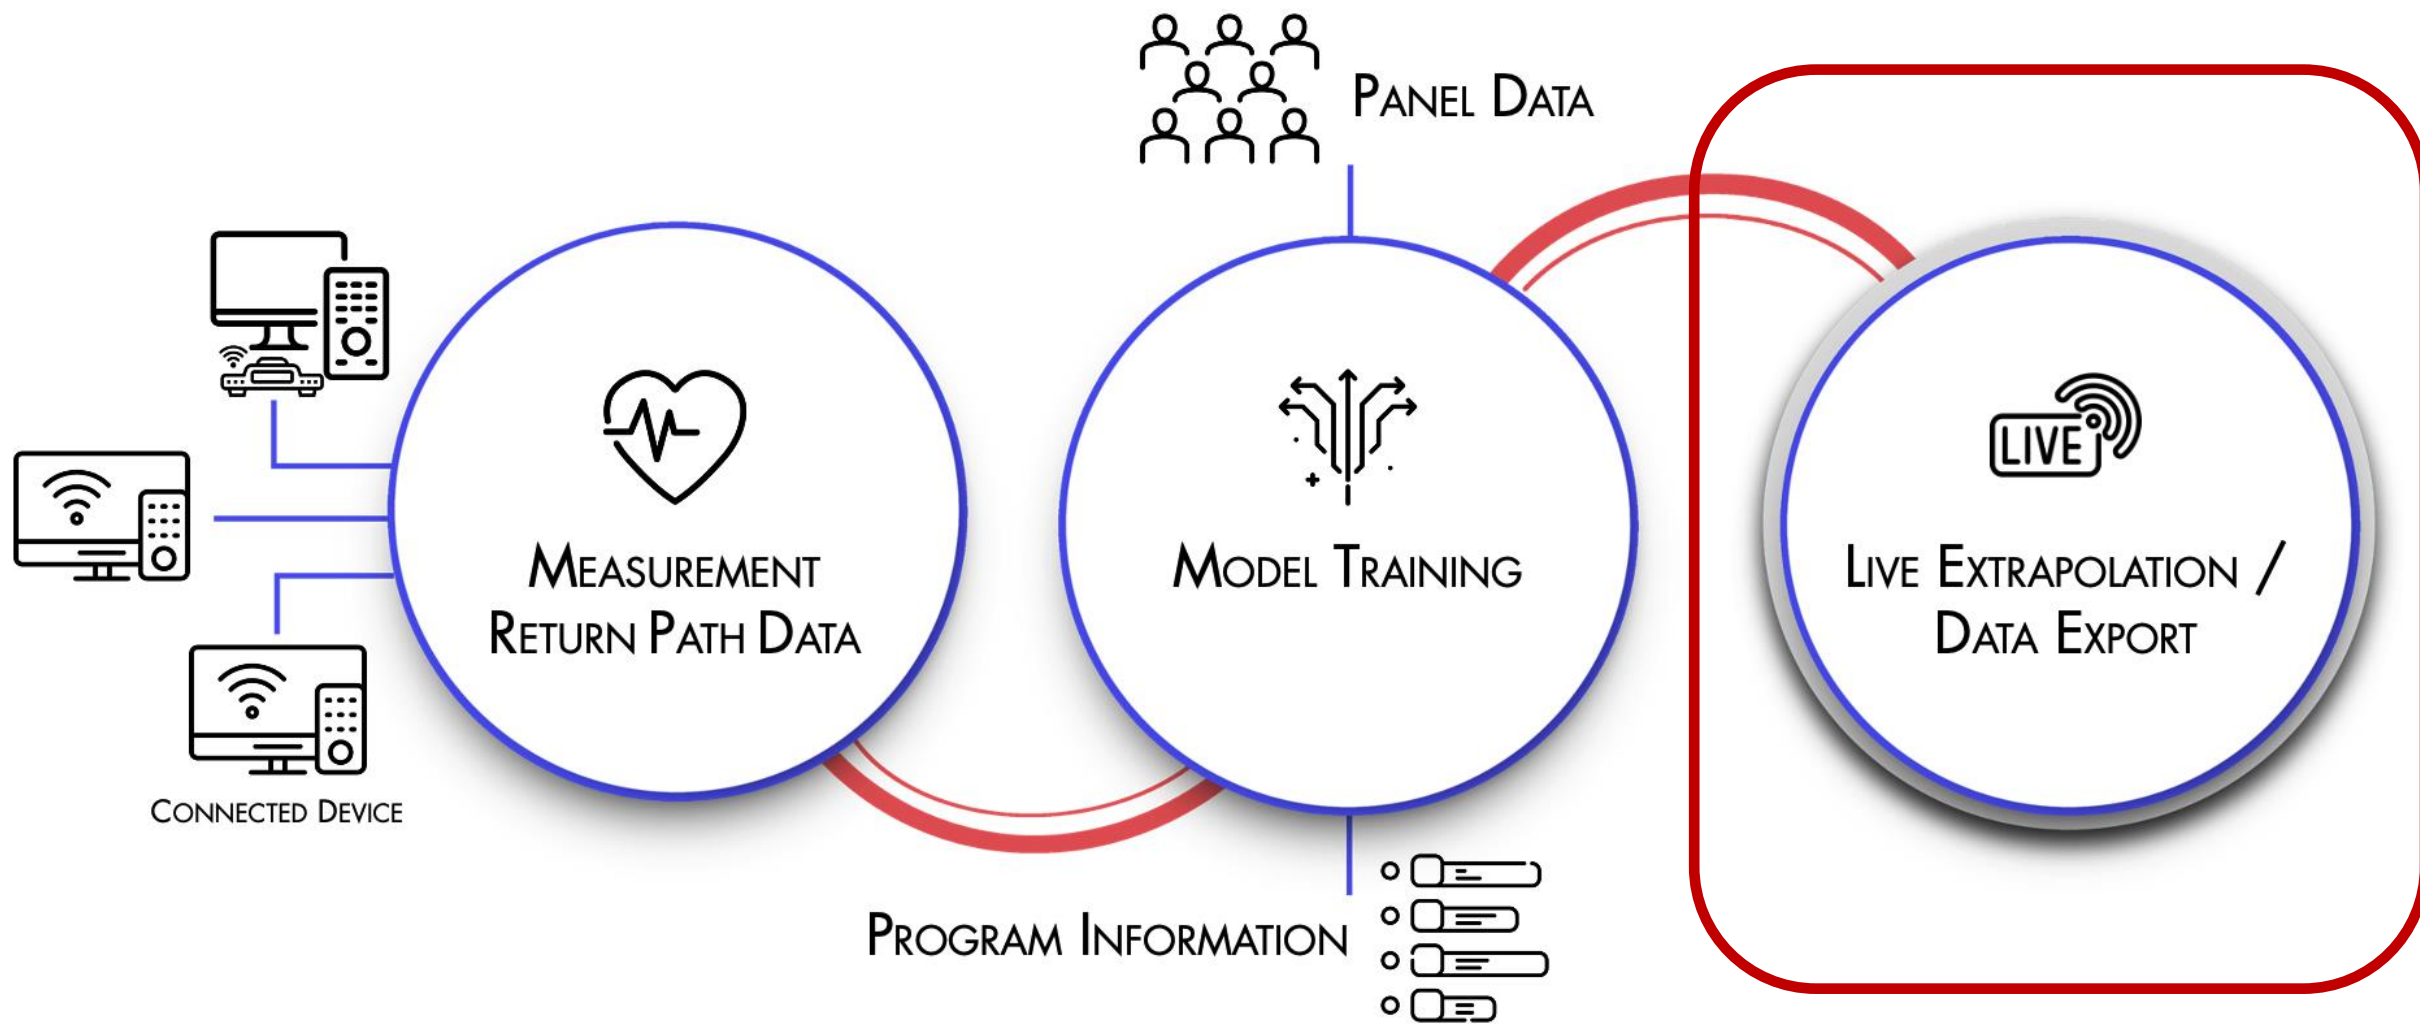 Panel Data
LIVE
Measurement
Return Path Data
Model Training
Live Extrapolation /
Data Export
Connected Device
Program Information